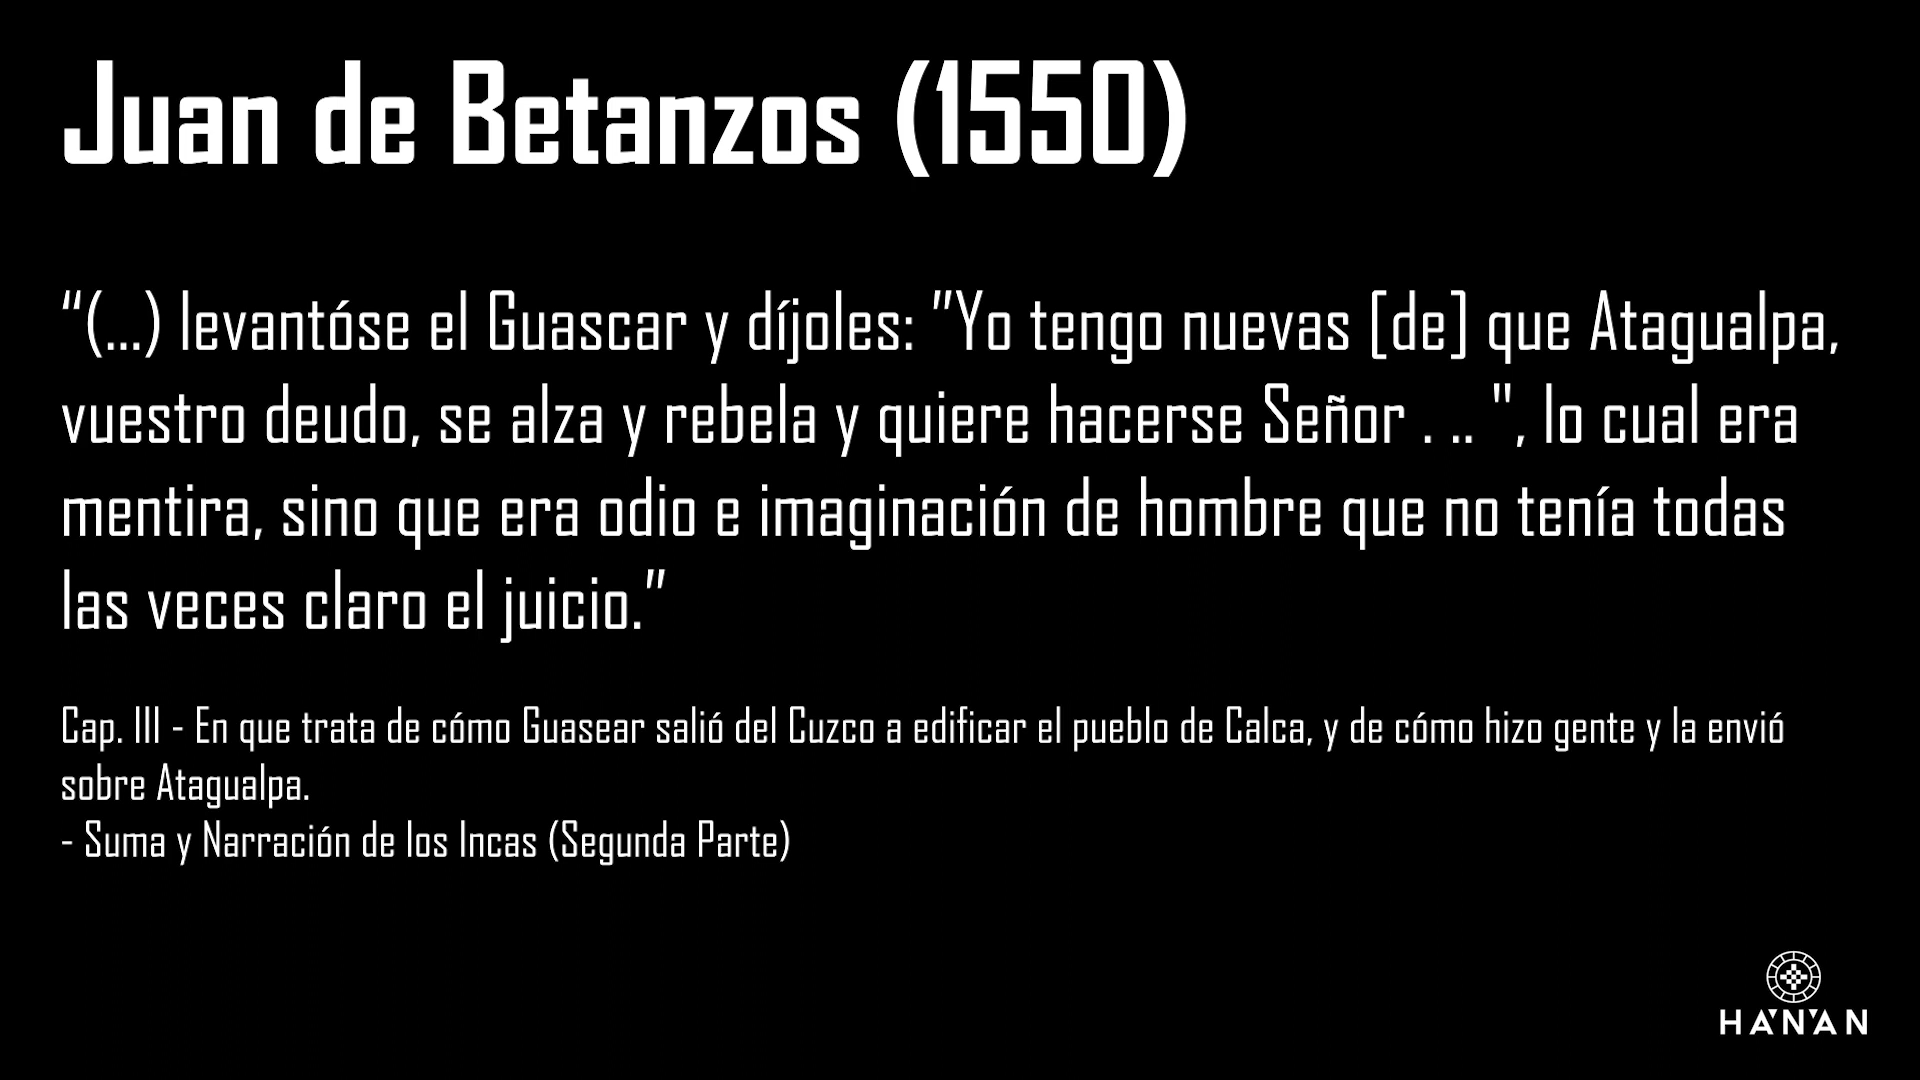 Juan de Betanzos (1550)
“(...) levantóse el Guascar y díjoles: "Yo tengo nuevas [de] que Atagualpa,
vuestro deudo, se alza y rebela y quiere hacerse Señor . .. ", lo cual era
mentira, sino que era odio e imaginación de hombre que no tenía todas
las veces claro el juicio.”
Cap. III - En que trata de cómo Guasear salió del Cuzco a edificar el pueblo de Calca, y de cómo hizo gente y la envió
sobre Atagualpa.
- Suma y Narración de los Incas (Segunda Parte)
HANAN